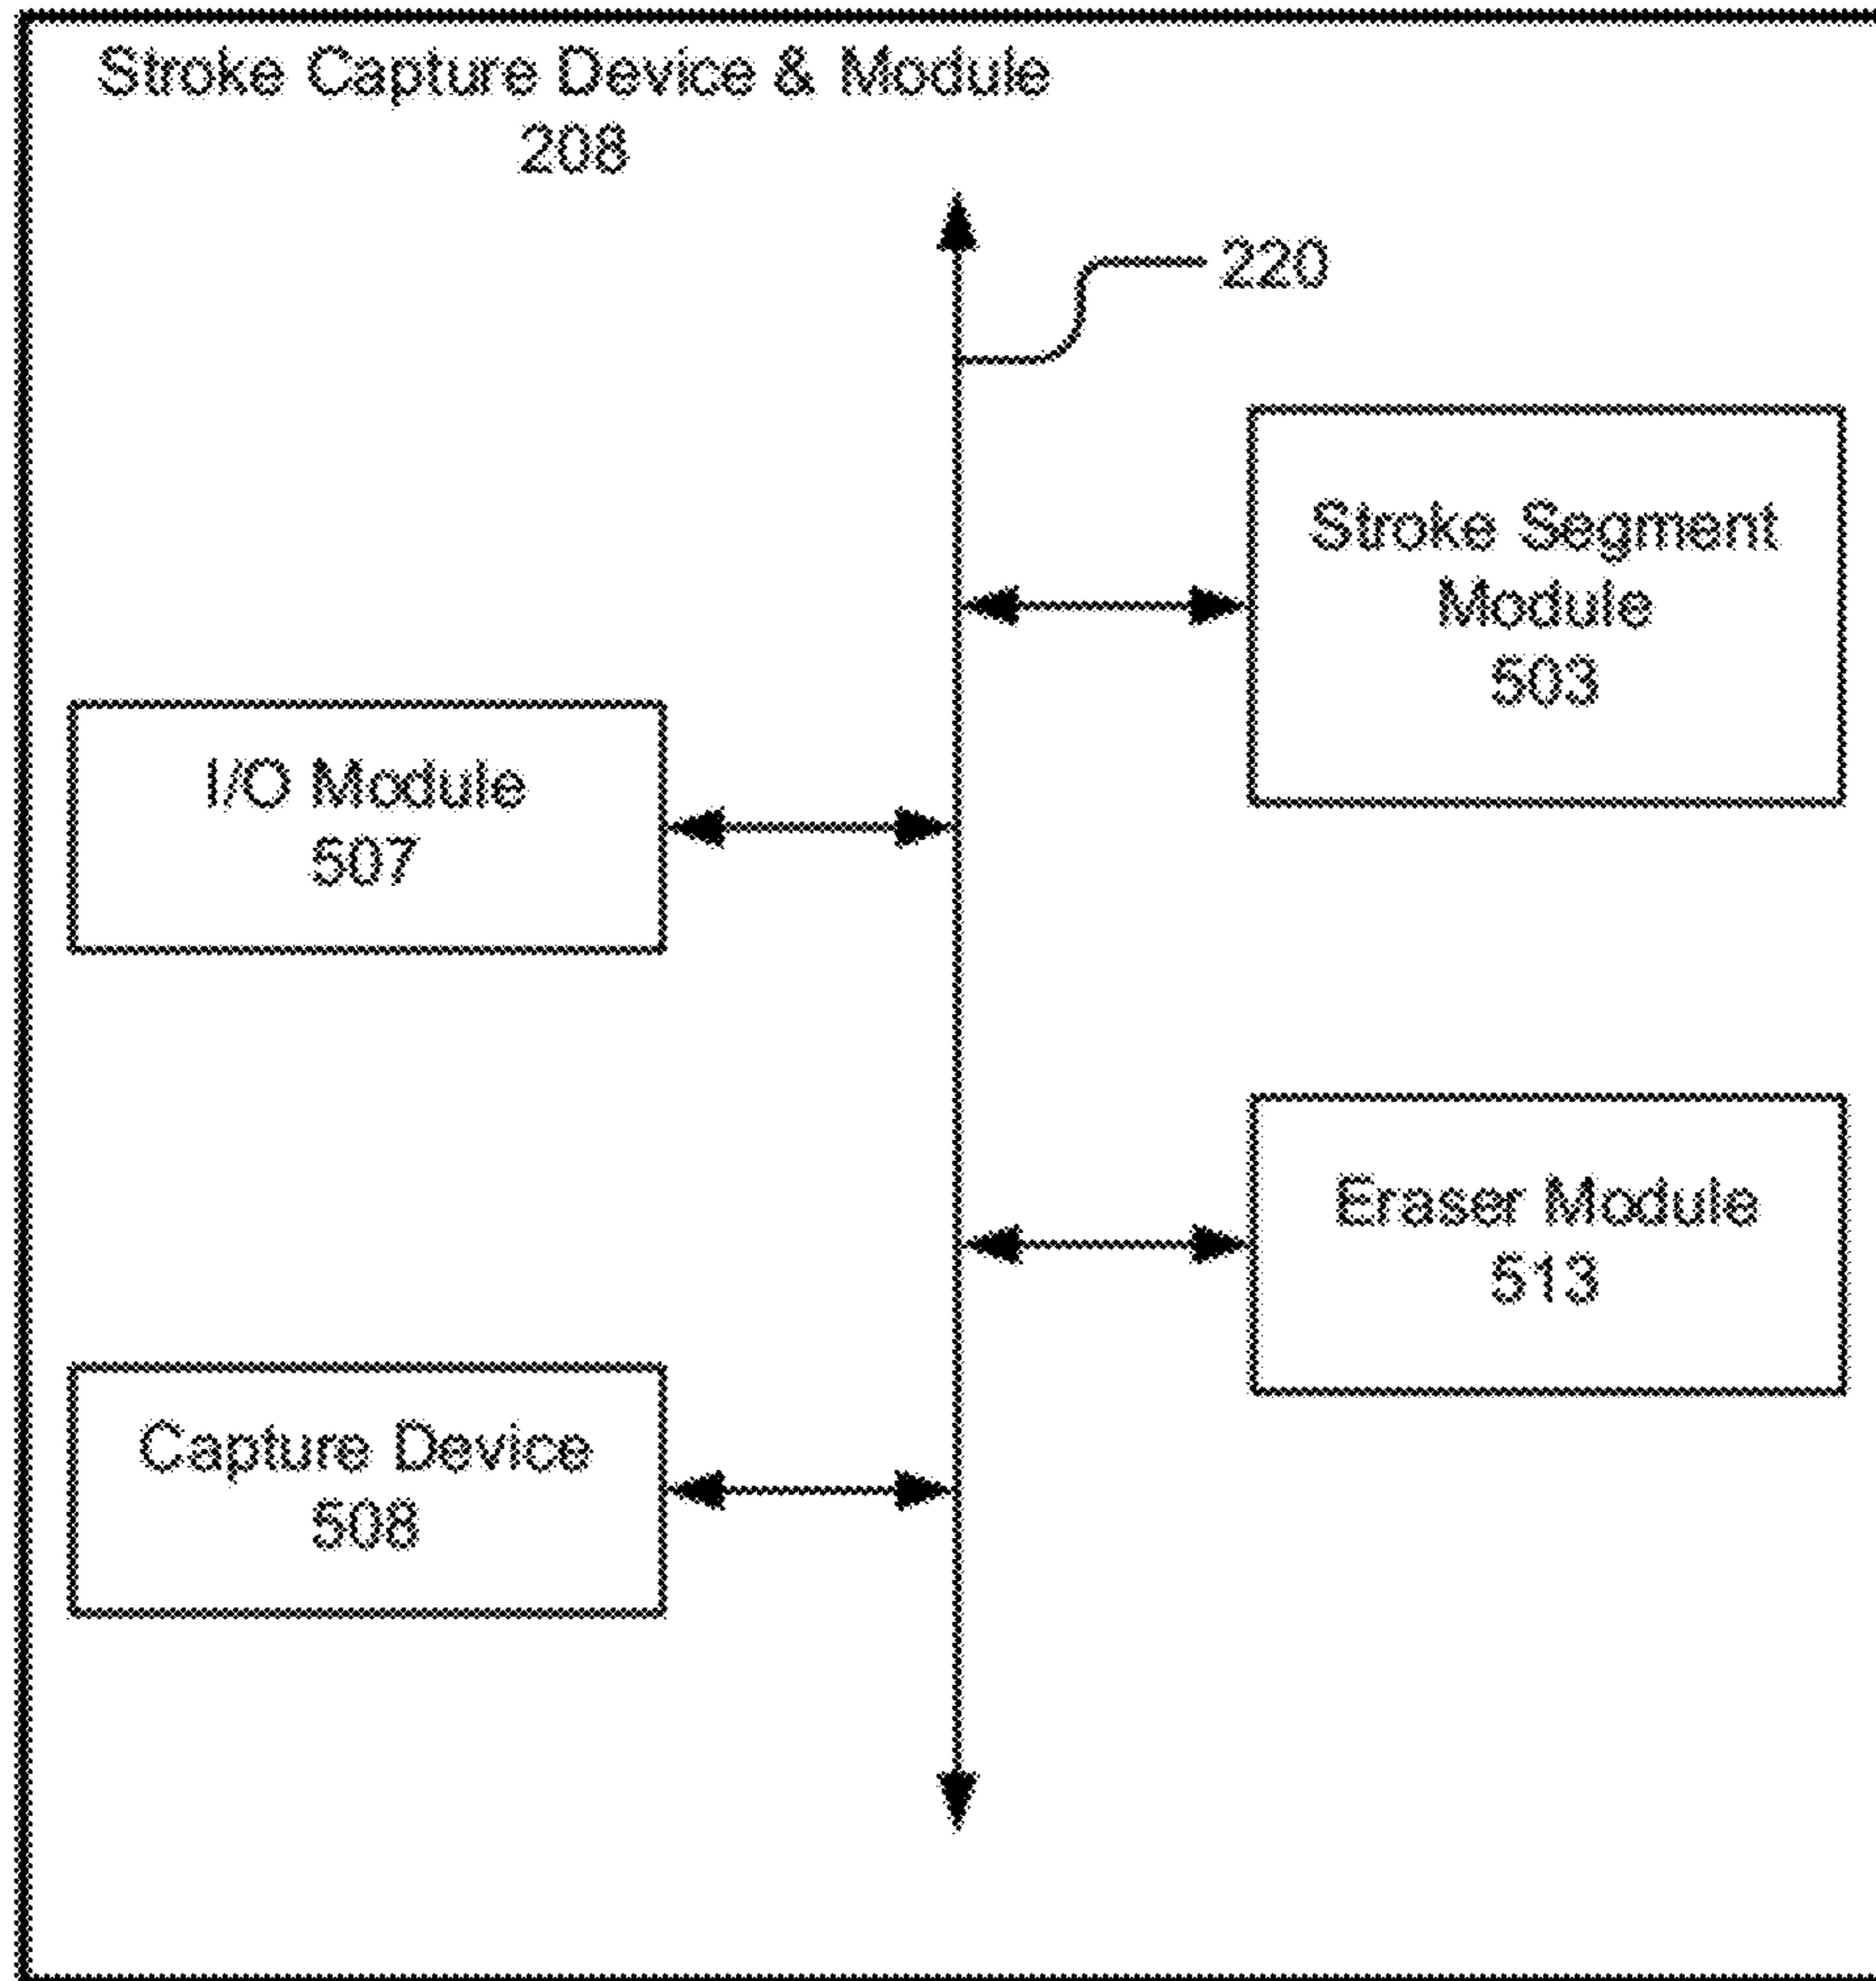 Stroke Capture Device & Module
208
220
Stroke Segment
Module
503
I/O Module
507
Eraser Module
513
Capture Device
508